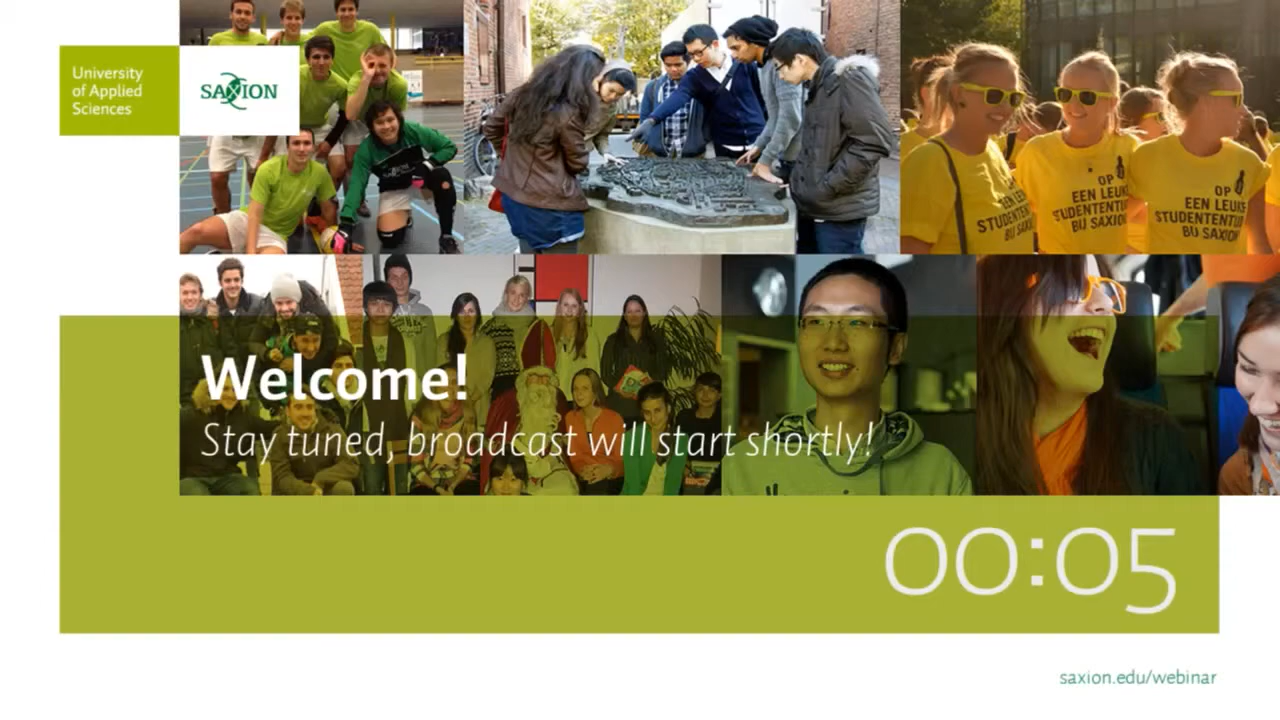 University
of Applied
Sciences
SAXION
OP
EEN LEUKE
STUDENTENTU
BIJ SAXION
Welcome!
Stay tuned, broadcast will start shortly!
00:05
saxion.edu/webinar